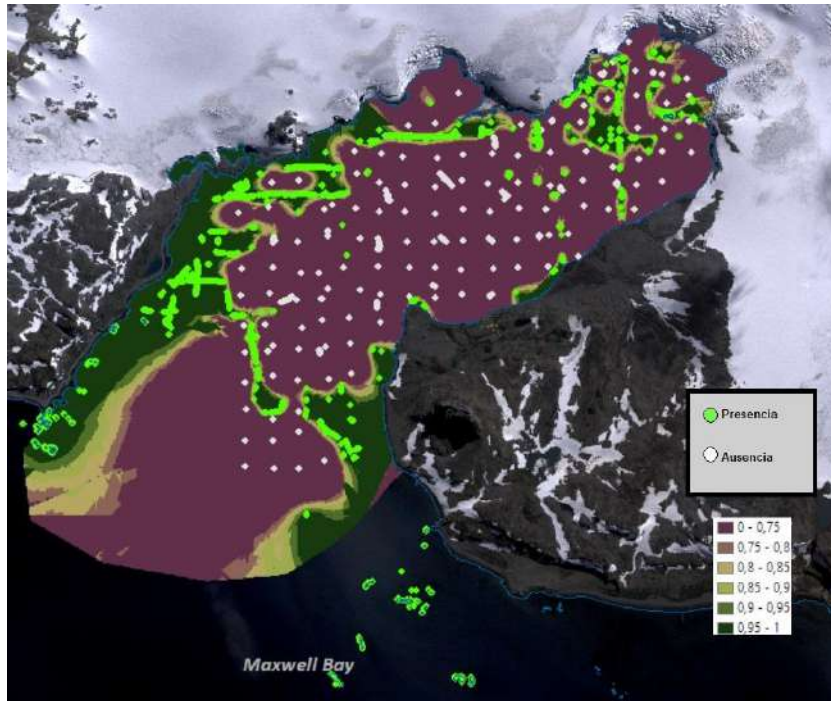 Presencia
Ausencia
0 - 0,75
0,75 - 0,8
0,8 - 0,85
0,85 - 0,9
0,9 - 0,95
0,95 - 1
Maxwell Bay